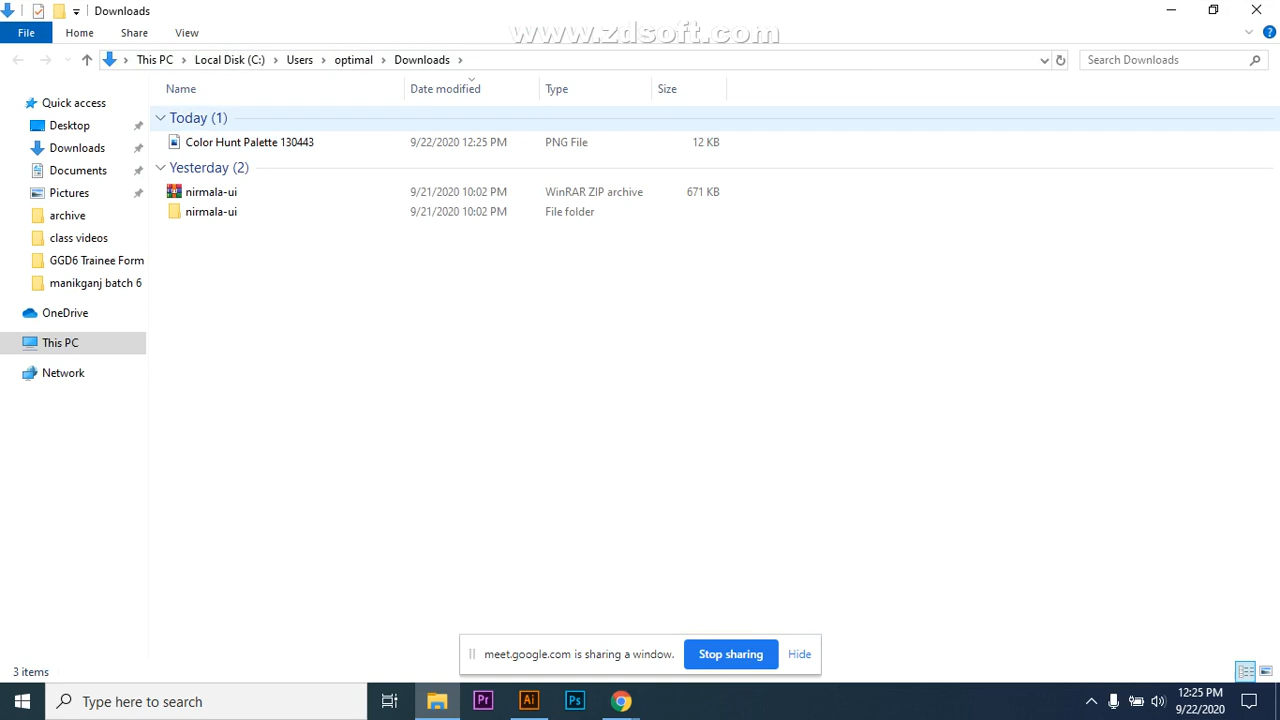 Downloads
www.zdsoft.com
File Home Share View
This PC Local Disk (C:) Users optimal Downloads
Search Downloads
Name Date modified Type Size
Quick access
Desktop
Downloads
Documents
Pictures
archive
class videos
GGD6 Trainee Form
manikganj batch 6
OneDrive
This PC
Network
Today (1)
Color Hunt Palette 130443 9/22/2020 12:25 PM PNG File 12 KB
Yesterday (2)
nirmala-ui 9/21/2020 10:02 PM WinRAR ZIP archive 671 KB
nirmala-ui 9/21/2020 10:02 PM File folder
meet.google.com is sharing a window. Stop sharing Hide
3 items
Type here to search
Pr Ai Ps
12:25 PM
9/22/2020